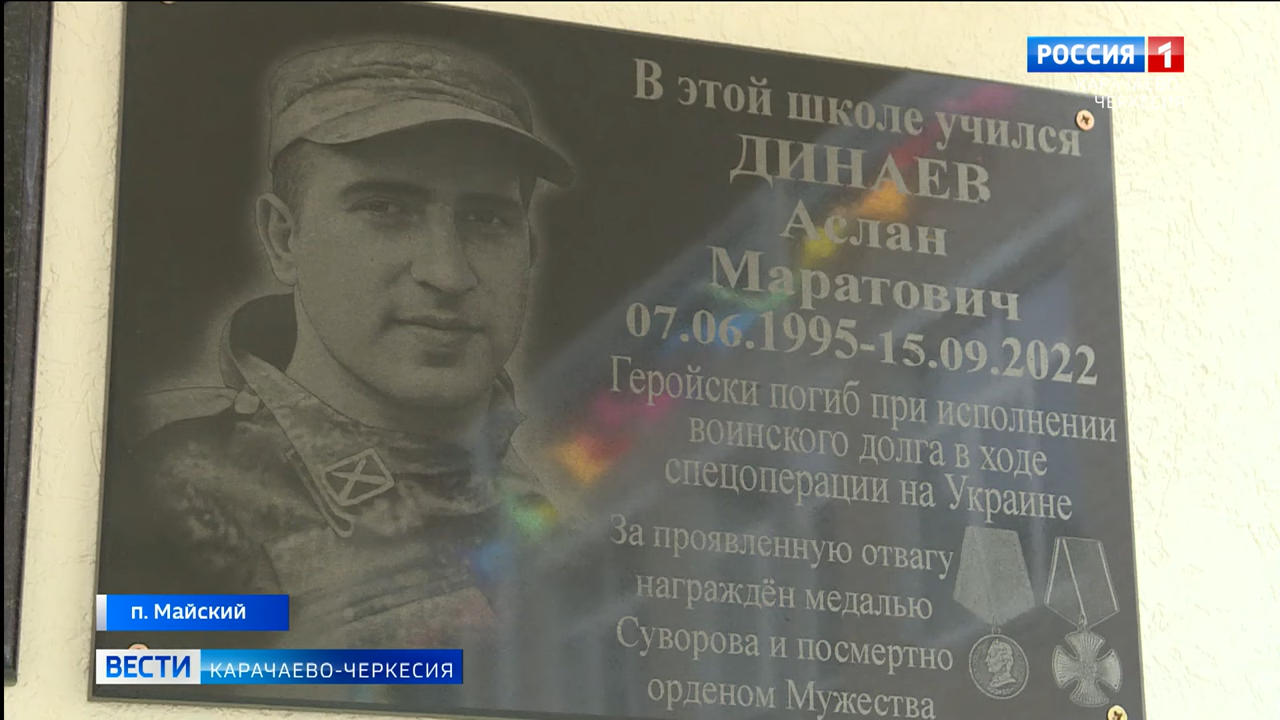 РОССИЯ 1
В этой школе учился
ДИНАЕВ
Аслан
Маратович
07.06.1995-15.09.2022
Геройски погиб при исполнении
воинского долга в ходе
спецоперации на Украине
За проявленную отвагу
награждён медалью
Суворова и посмертно
орденом Мужества
п. Майский
ВЕСТИ КАРАЧАЕВО-ЧЕРКЕСИЯ